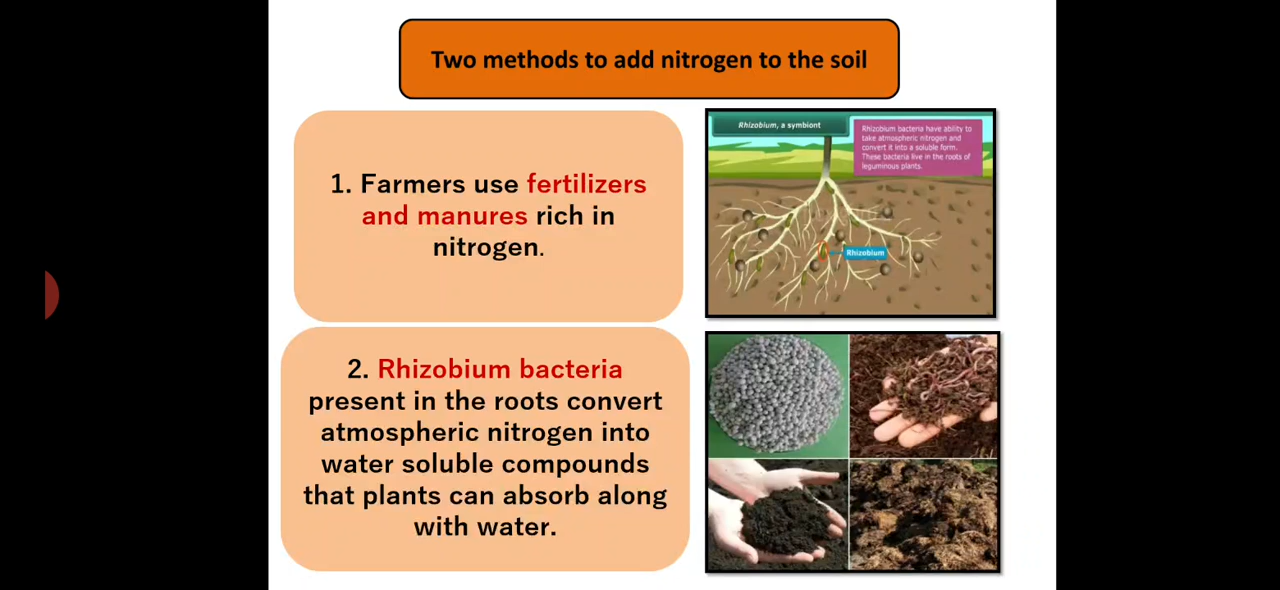 Two methods to add nitrogen to the soil
1. Farmers use fertilizers
and manures rich in
nitrogen.
Rhizobium, a symbiont
Rhizobium bacteria have ability to
take atmospheric nitrogen and
convert it into a soluble form.
These bacteria live in the roots of
leguminous plants.
Rhizobium
2. Rhizobium bacteria
present in the roots convert
atmospheric nitrogen into
water soluble compounds
that plants can absorb along
with water.